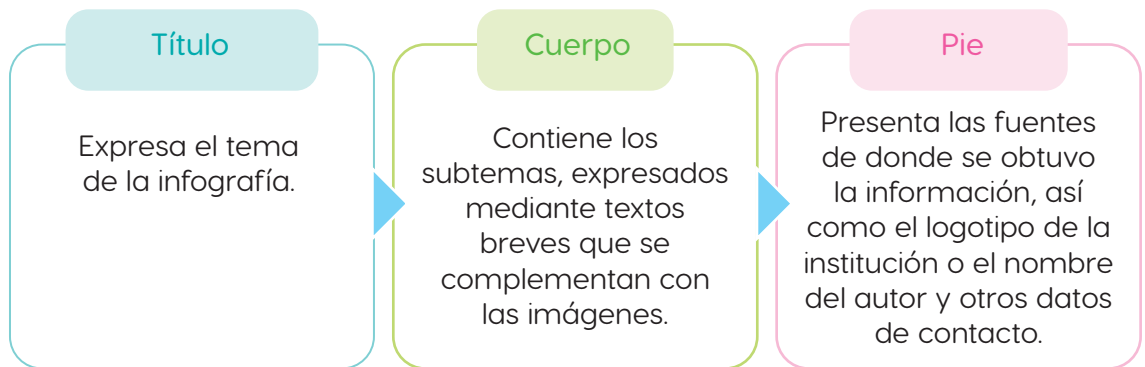 Título
Expresa el tema
de la infografía.
Cuerpo
Contiene los
subtemas, expresados
mediante textos
breves que se
complementan con
las imágenes.
Pie
Presenta las fuentes
de donde se obtuvo
la información, así
como el logotipo de la
institución o el nombre
del autor y otros datos
de contacto.